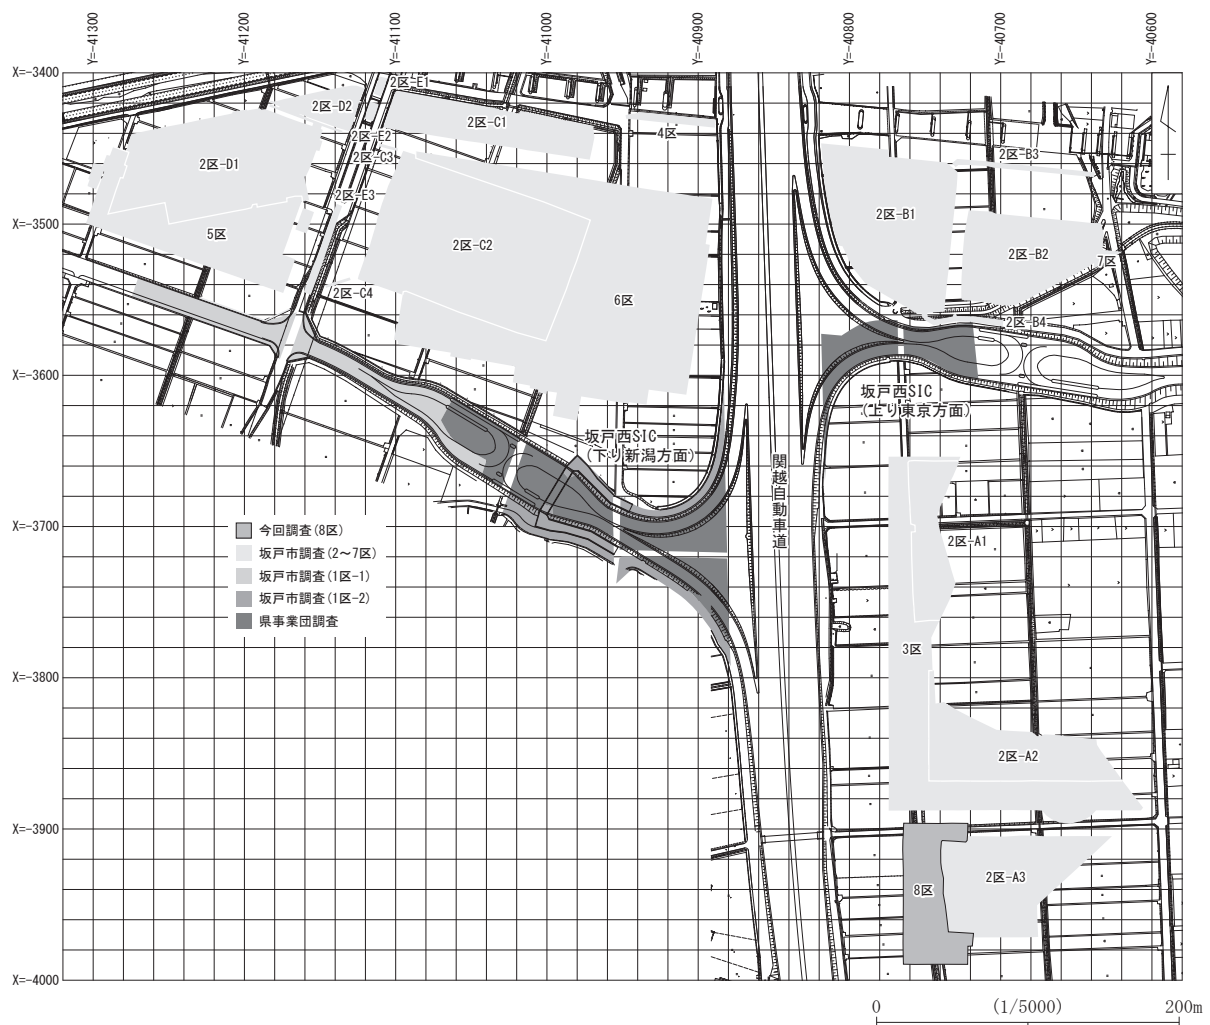 Y=-41300
Y=-41200
Y=-41100
Y=-41000
Y=-40900
Y=-40800
Y=-40700
Y=-40600
X=-3400
2区-E1
2区-D2
2区-C1
4区
2区-E2
2区-C3
2区-B3
2区-D1
2区-E3
X=-3500
2区-B1
5区
2区-C2
2区-B2
7区
2区-C4
6区
2区-B4
X=-3600
坂戸西SIC
(上り東京方面)
坂戸西SIC
(下り新潟方面)
関越自動車道
X=-3700
今回調査(8区)
坂戸市調査(2～7区)
坂戸市調査(1区-1)
坂戸市調査(1区-2)
県事業団調査
2区-A1
3区
X=-3800
2区-A2
X=-3900
2区-A3
8区
X=-4000
0 (1/5000) 200m